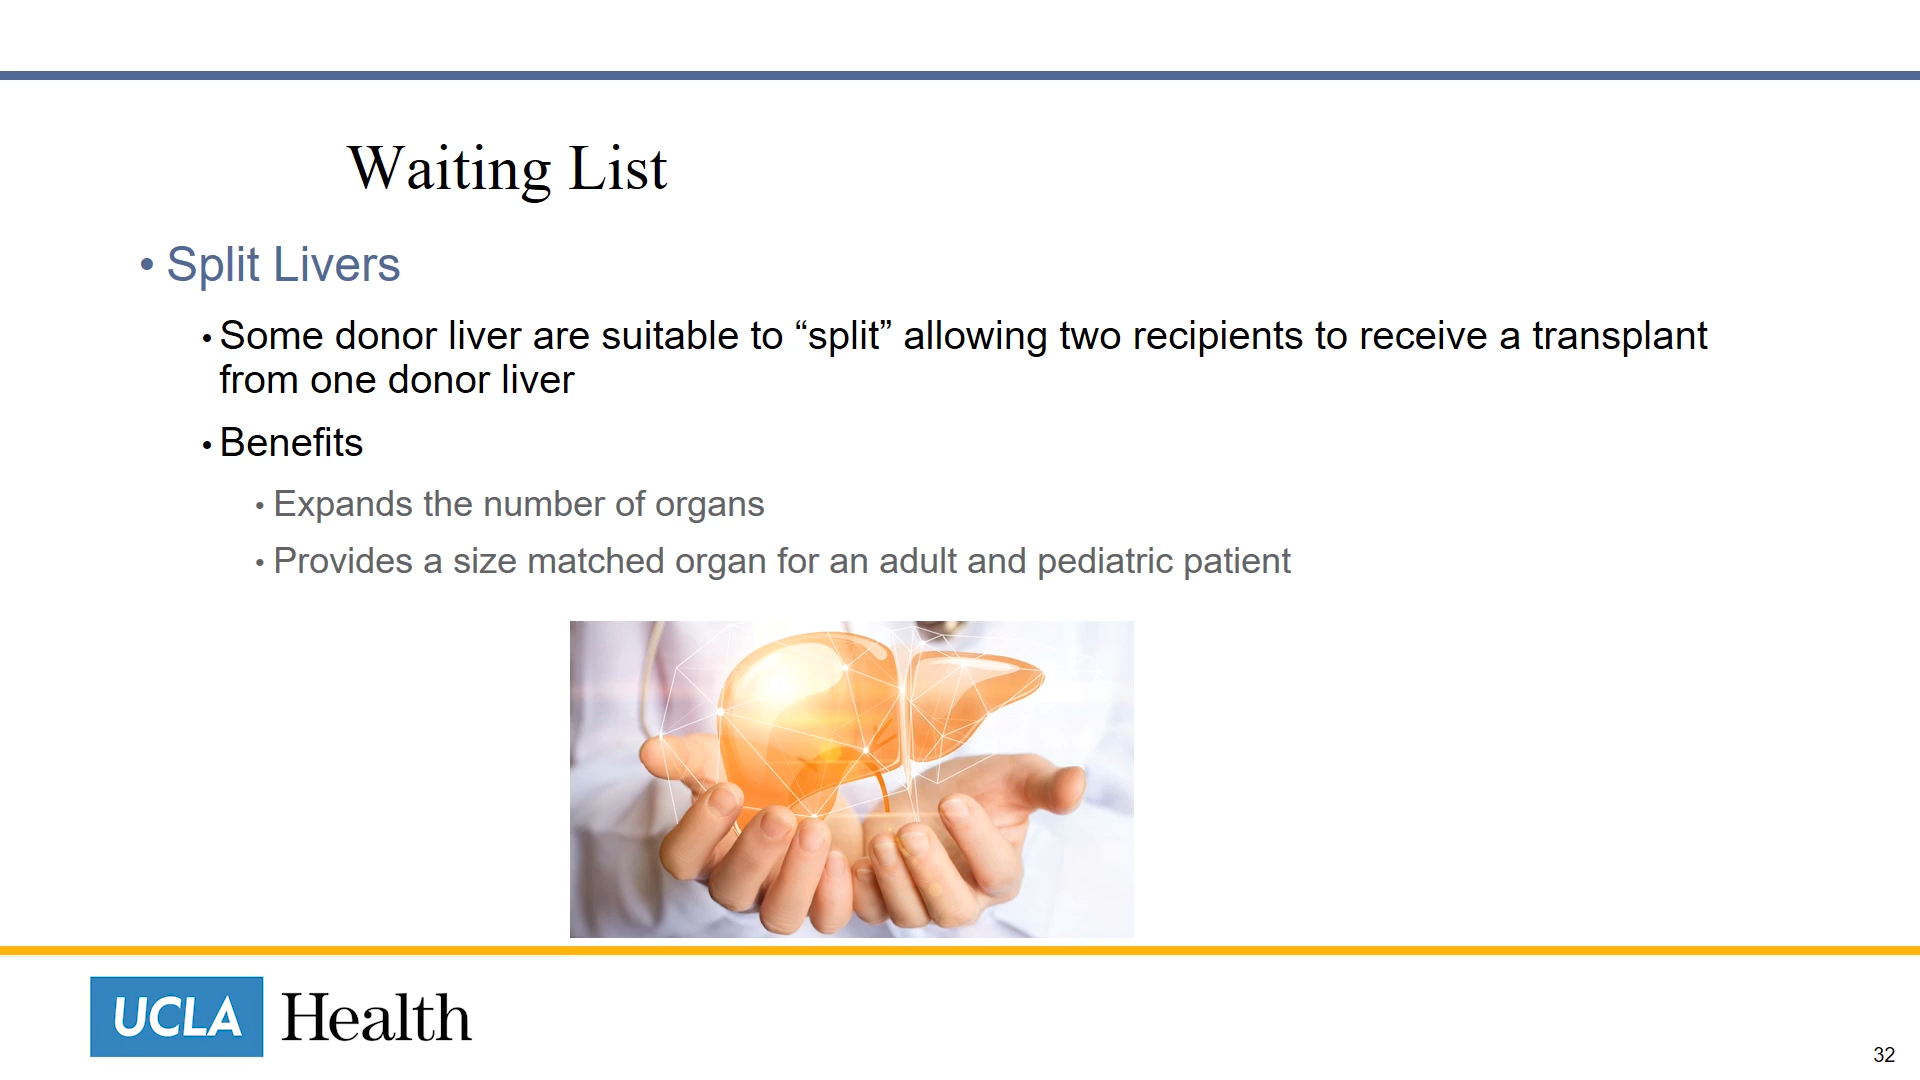 Waiting List
• Split Livers
• Some donor liver are suitable to “split” allowing two recipients to receive a transplant
from one donor liver
• Benefits
• Expands the number of organs
• Provides a size matched organ for an adult and pediatric patient
UCLA Health
32